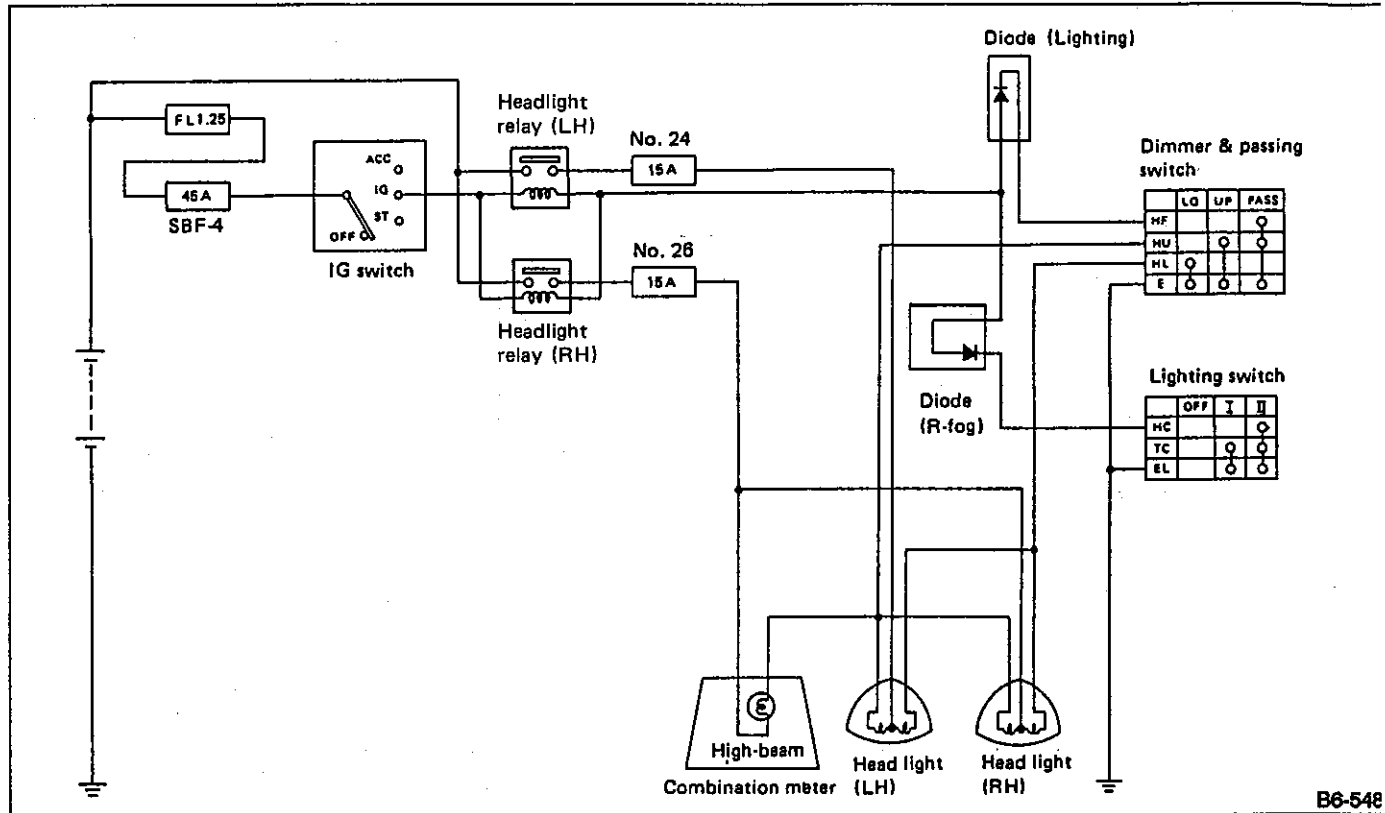 Diode (Lighting)
Headlight
relay (LH)
FL1.25
No. 24
15A
Dimmer & passing
switch
ACC
IG
ST
OFF
IG switch
45A
SBF-4
LO UP PASS
HF
HU
HL
E
No. 26
15A
Headlight
relay (RH)
Diode
(R-fog)
Lighting switch
OFF I II
HC
TC
EL
High-beam
Combination meter
Head light
(LH)
Head light
(RH)
B6-548